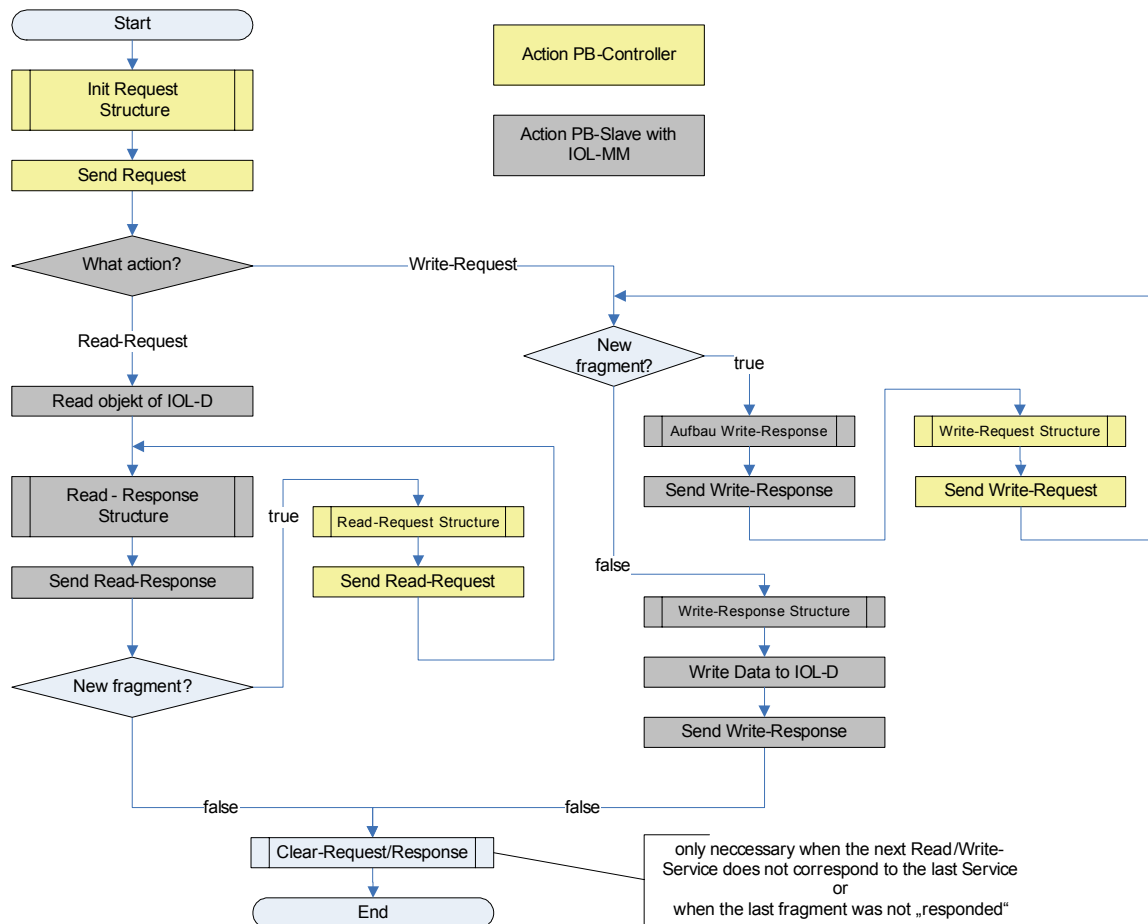 Start
Init Request
Structure
Send Request
Action PB-Controller
Action PB-Slave with
IOL-MM
What action?
Write-Request
Read-Request
Read objekt of IOL-D
Read - Response
Structure
Send Read-Response
New fragment?
true
Read-Request Structure
Send Read-Request
New
fragment?
true
Aufbau Write-Response
Send Write-Response
Write-Request Structure
Send Write-Request
false
Write-Response Structure
Write Data to IOL-D
Send Write-Response
false
false
Clear-Request/Response
End
only neccessary when the next Read/Write-
Service does not correspond to the last Service
or
when the last fragment was not „responded“